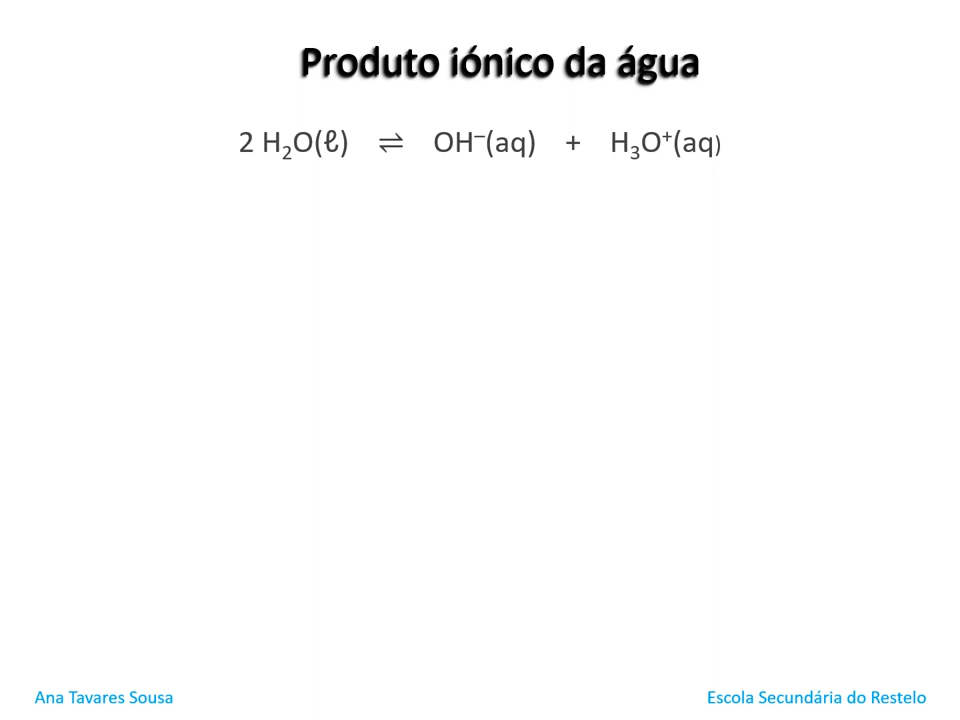 Produto iónico da água
2 H₂O(ℓ) ⇌ OH⁻(aq) + H₃O⁺(aq)
Ana Tavares Sousa
Escola Secundária do Restelo